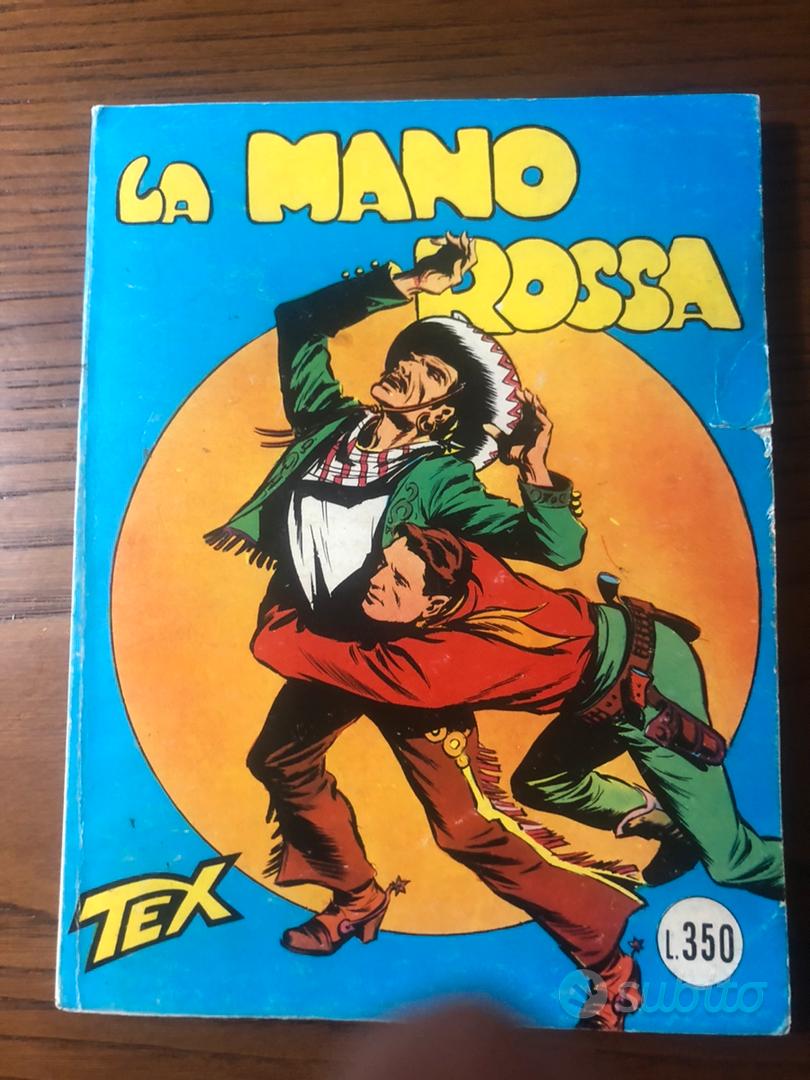 LA MANO
ROSSA
TEX
L.350
subito